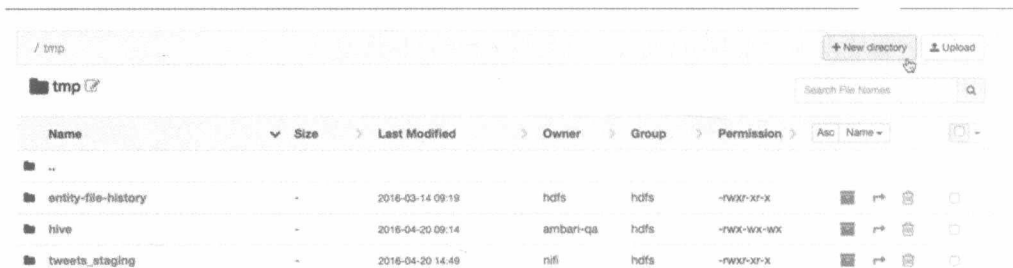 / tmp
+ New directory
Upload
tmp
Search File Names
Name Size Last Modified Owner Group Permission Asc Name
..
entity-file-history - 2016-03-14 09:19 hdfs hdfs -rwxr-xr-x
hive - 2016-04-20 09:14 ambari-qa hdfs -rwx-wx-wx
tweets_staging - 2016-04-20 14:49 nifi hdfs -rwxr-xr-x